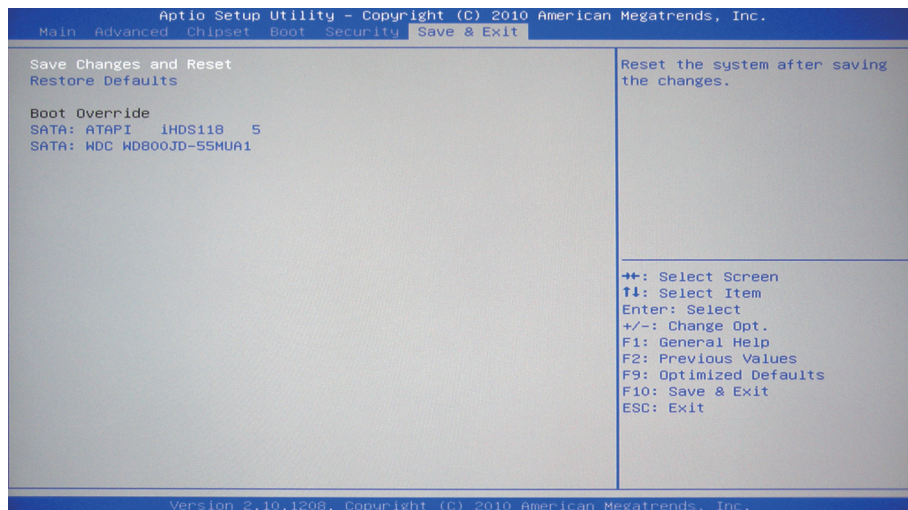 Aptio Setup Utility – Copyright (C) 2010 American Megatrends, Inc.
Main Advanced Chipset Boot Security Save & Exit
Save Changes and Reset
Restore Defaults
Boot Override
SATA: ATAPI iHDS118 5
SATA: WDC WD800JD-55MUA1
Reset the system after saving
the changes.
→←: Select Screen
↑↓: Select Item
Enter: Select
+/-: Change Opt.
F1: General Help
F2: Previous Values
F9: Optimized Defaults
F10: Save & Exit
ESC: Exit
Version 2.10.1208. Copyright (C) 2010 American Megatrends, Inc.